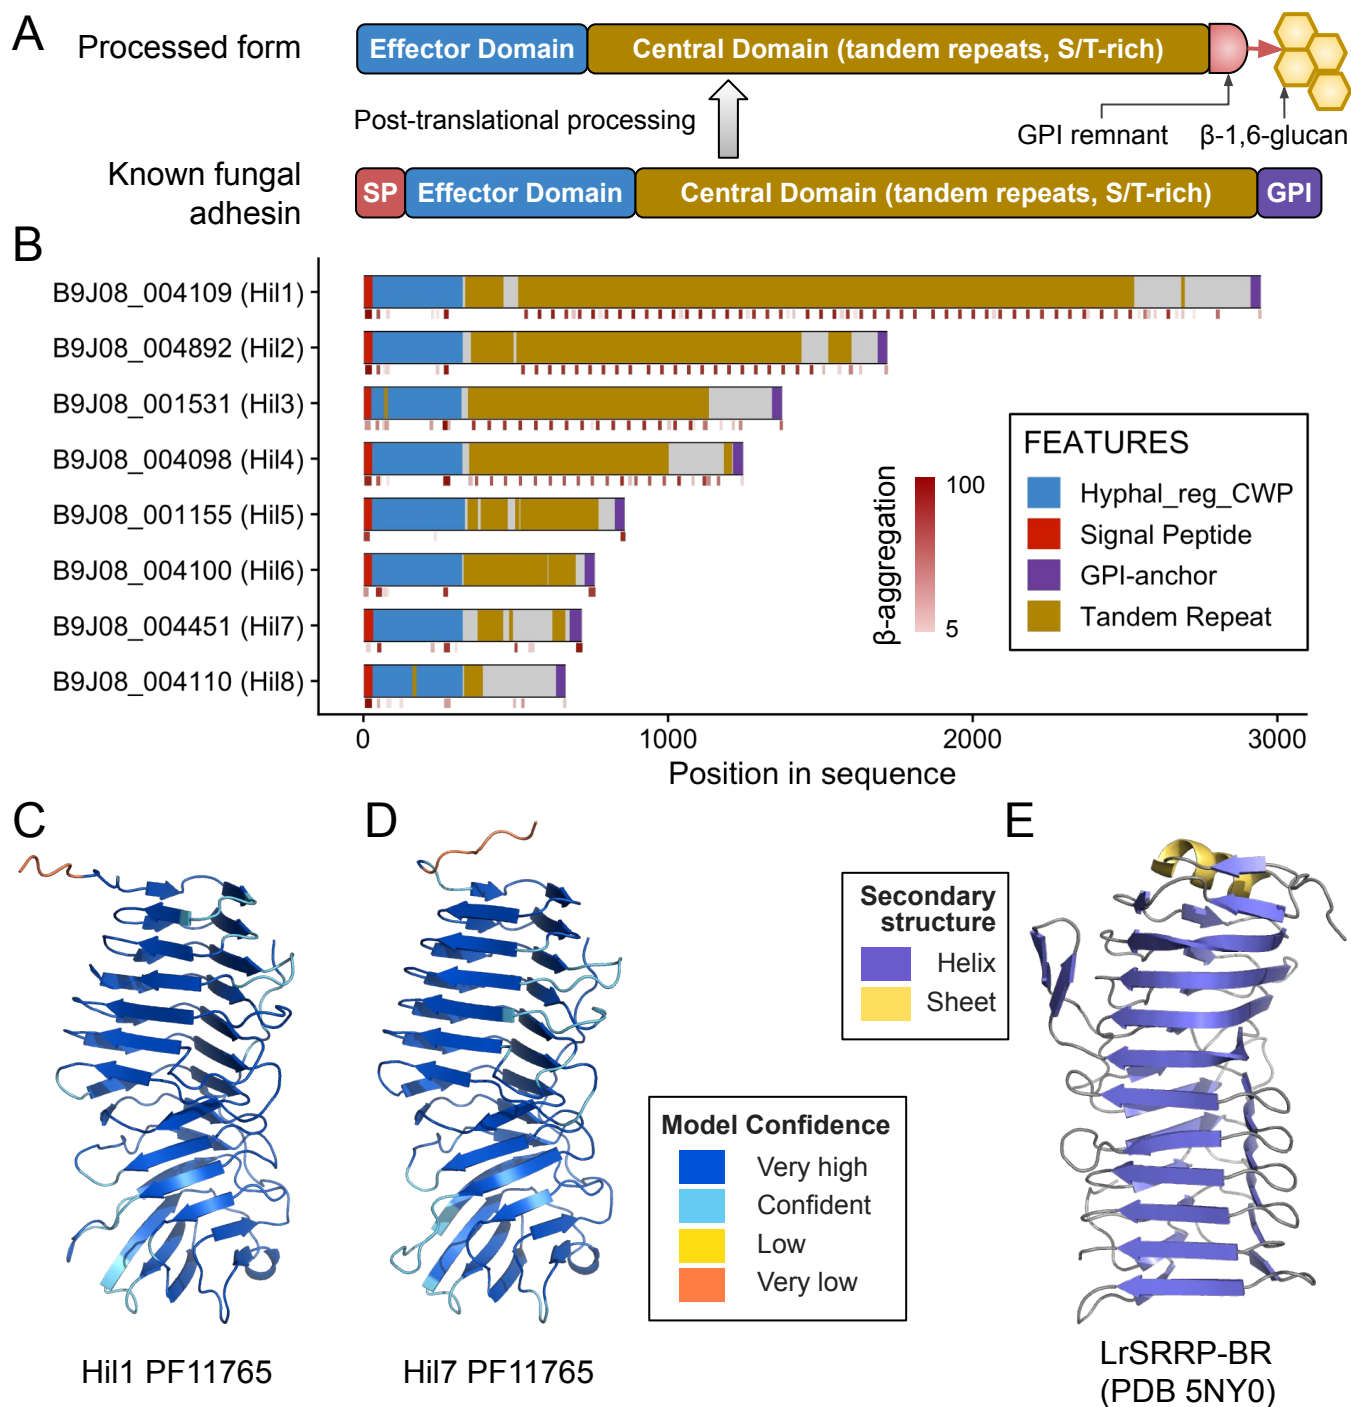 A
Processed form
Effector Domain
Central Domain (tandem repeats, S/T-rich)
Post-translational processing
GPI remnant
β-1,6-glucan
Known fungal
adhesin
SP
Effector Domain
Central Domain (tandem repeats, S/T-rich)
GPI
B
B9J08_004109 (Hil1)
B9J08_004892 (Hil2)
B9J08_001531 (Hil3)
B9J08_004098 (Hil4)
B9J08_001155 (Hil5)
B9J08_004100 (Hil6)
B9J08_004451 (Hil7)
B9J08_004110 (Hil8)
β-aggregation
100
5
FEATURES
Hyphal_reg_CWP
Signal Peptide
GPI-anchor
Tandem Repeat
0
1000
2000
3000
Position in sequence
C
D
E
Secondary
structure
Helix
Sheet
Model Confidence
Very high
Confident
Low
Very low
Hil1 PF11765
Hil7 PF11765
LrSRRP-BR
(PDB 5NY0)